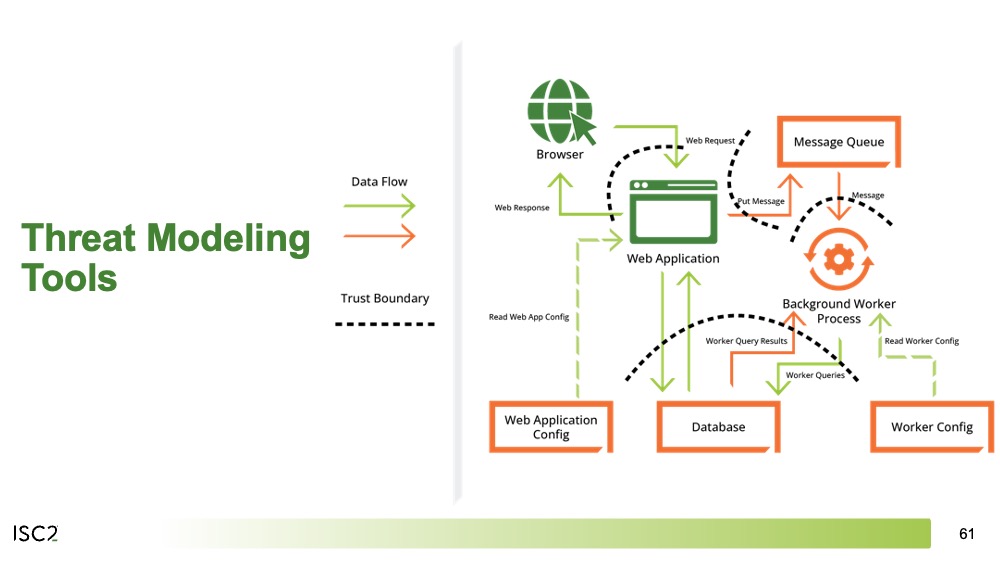 Threat Modeling
Tools
Data Flow
Trust Boundary
Browser
Web Request
Message Queue
Web Response
Put Message
Message
Web Application
Background Worker
Process
Read Web App Config
Worker Query Results
Read Worker Config
Worker Queries
Web Application
Config
Database
Worker Config
ISC2
61